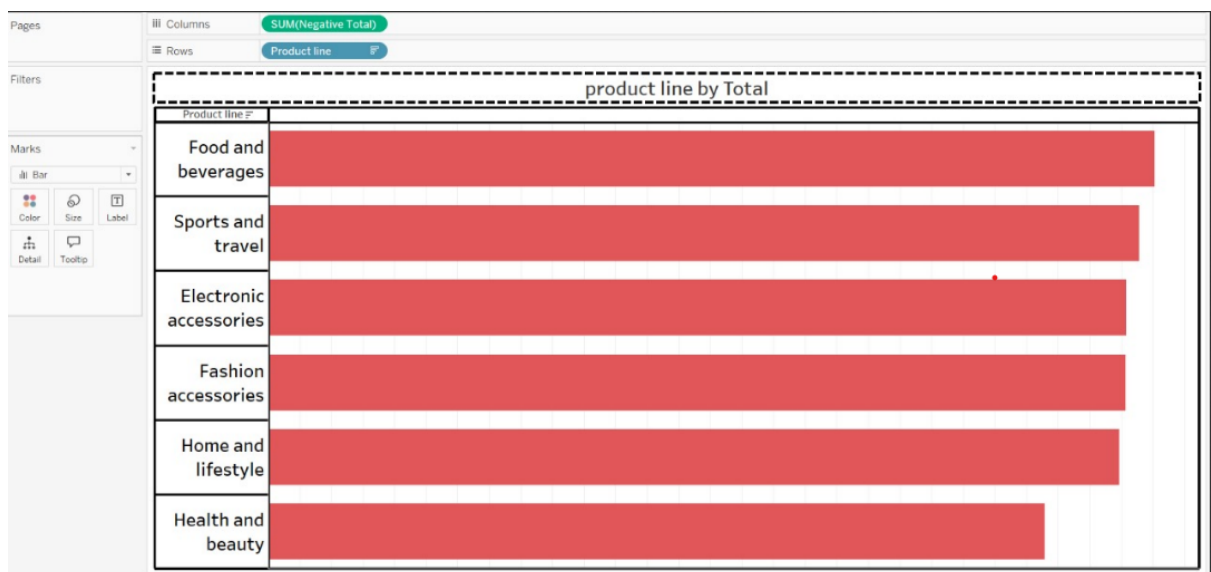 Pages
Columns
SUM(Negative Total)
Rows
Product line
Filters
Marks
Bar
Color
Size
Label
Detail
Tooltip
product line by Total
Product line
Food and
beverages
Sports and
travel
Electronic
accessories
Fashion
accessories
Home and
lifestyle
Health and
beauty